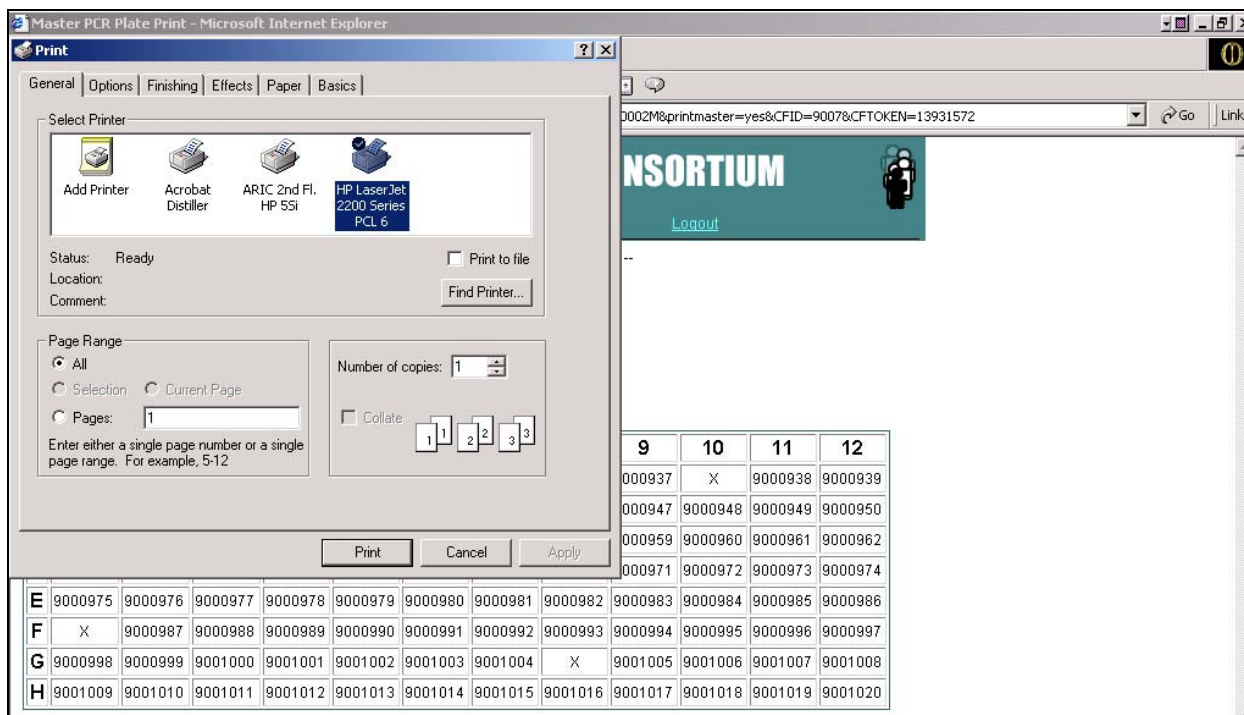 Master PCR Plate Print - Microsoft Internet Explorer
Print
General Options Finishing Effects Paper Basics
Select Printer
Add Printer
Acrobat Distiller
ARIC 2nd Fl. HP 5Si
HP LaserJet 2200 Series PCL 6
Status: Ready
Location:
Comment:
Print to file
Find Printer...
Page Range
All
Selection Current Page
Pages: 1
Enter either a single page number or a single
page range. For example, 5-12
Number of copies: 1
Collate
1 1 2 2 3 3
Print Cancel Apply
0002M&printmaster=yes&CFID=9007&CFTOKEN=13931572
Go Link
NSORTIUM
Logout
--
9 10 11 12
000937 X 9000938 9000939
000947 9000948 9000949 9000950
000959 9000960 9000961 9000962
000971 9000972 9000973 9000974
E 9000975 9000976 9000977 9000978 9000979 9000980 9000981 9000982 9000983 9000984 9000985 9000986
F X 9000987 9000988 9000989 9000990 9000991 9000992 9000993 9000994 9000995 9000996 9000997
G 9000998 9000999 9001000 9001001 9001002 9001003 9001004 X 9001005 9001006 9001007 9001008
H 9001009 9001010 9001011 9001012 9001013 9001014 9001015 9001016 9001017 9001018 9001019 9001020